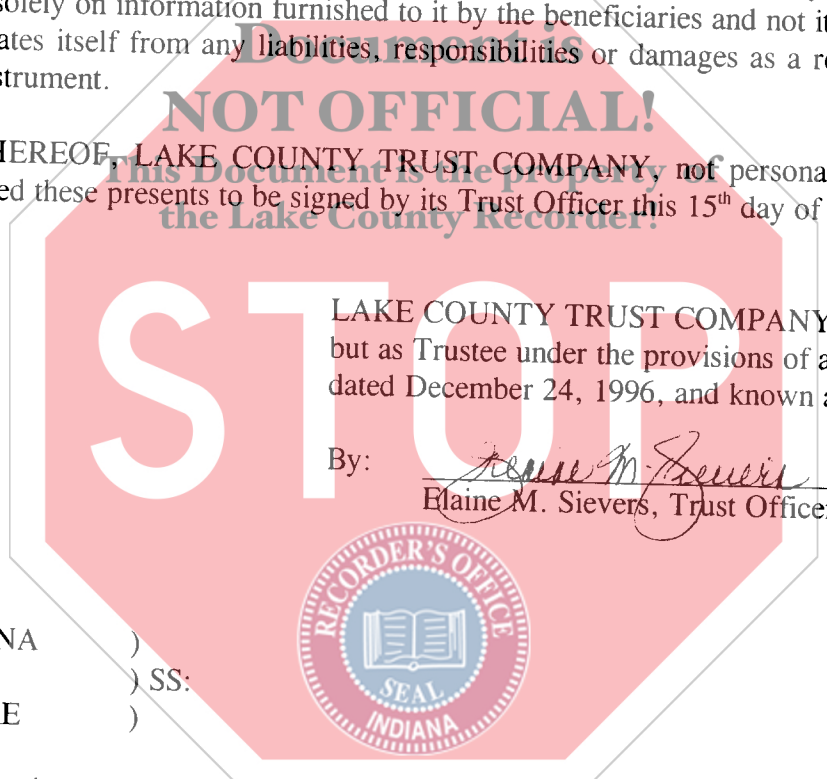 solely on information furnished to it by the beneficiaries and not it
ates itself from any liabilities, responsibilities or damages as a re
strument.
Document is
NOT OFFICIAL!
HEREOF, LAKE COUNTY TRUST COMPANY, not persona
This Document is the property of
ed these presents to be signed by its Trust Officer this 15th day of
the Lake County Recorder!
STOP
LAKE COUNTY TRUST COMPANY
but as Trustee under the provisions of a
dated December 24, 1996, and known a
By: Elaine M. Sievers
Elaine M. Sievers, Trust Officer
RECORDER'S OFFICE
SEAL
INDIANA
NA )
) SS:
E )